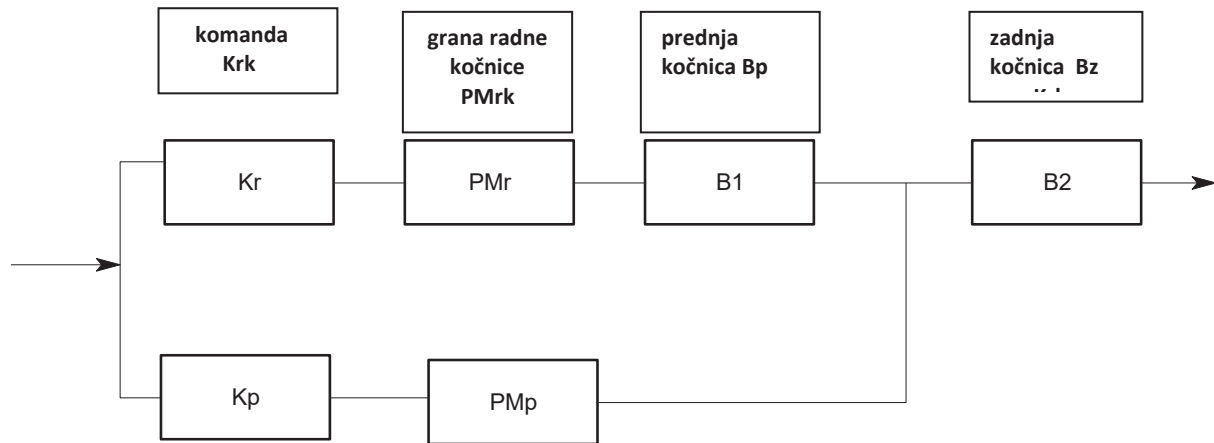 komanda
Krk
grana radne
kočnice
PMrk
prednja
kočnica Bp
zadnja
kočnica Bz
Kr
PMr
B1
B2
Kp
PMp